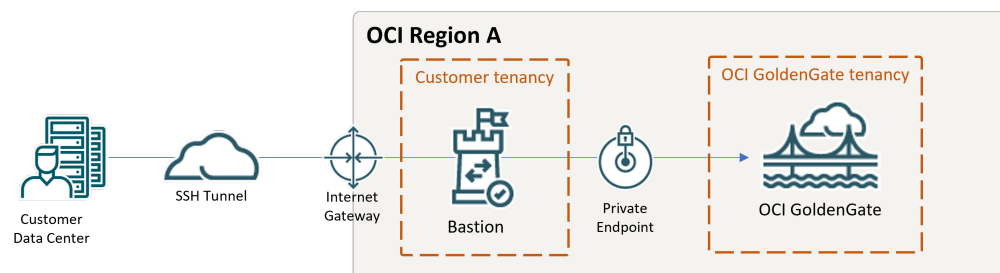 OCI Region A
Customer tenancy
OCI GoldenGate tenancy
Customer
Data Center
SSH Tunnel
Internet
Gateway
Bastion
Private
Endpoint
OCI GoldenGate